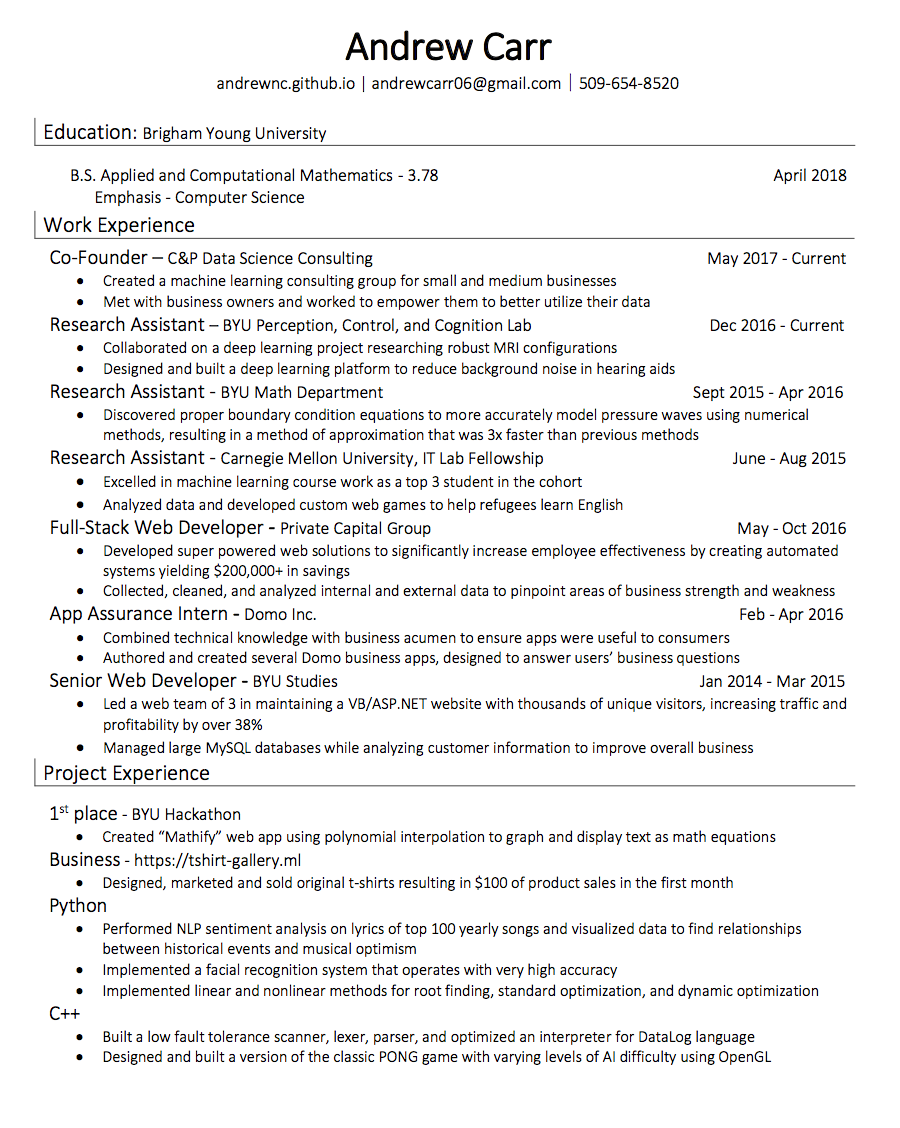 Andrew Carr
andrewnc.github.io | andrewcarr06@gmail.com | 509-654-8520
Education: Brigham Young University
B.S. Applied and Computational Mathematics - 3.78 April 2018
Emphasis - Computer Science
Work Experience
Co-Founder – C&P Data Science Consulting May 2017 - Current
• Created a machine learning consulting group for small and medium businesses
• Met with business owners and worked to empower them to better utilize their data
Research Assistant – BYU Perception, Control, and Cognition Lab Dec 2016 - Current
• Collaborated on a deep learning project researching robust MRI configurations
• Designed and built a deep learning platform to reduce background noise in hearing aids
Research Assistant - BYU Math Department Sept 2015 - Apr 2016
• Discovered proper boundary condition equations to more accurately model pressure waves using numerical
methods, resulting in a method of approximation that was 3x faster than previous methods
Research Assistant - Carnegie Mellon University, IT Lab Fellowship June - Aug 2015
• Excelled in machine learning course work as a top 3 student in the cohort
• Analyzed data and developed custom web games to help refugees learn English
Full-Stack Web Developer - Private Capital Group May - Oct 2016
• Developed super powered web solutions to significantly increase employee effectiveness by creating automated
systems yielding $200,000+ in savings
• Collected, cleaned, and analyzed internal and external data to pinpoint areas of business strength and weakness
App Assurance Intern - Domo Inc. Feb - Apr 2016
• Combined technical knowledge with business acumen to ensure apps were useful to consumers
• Authored and created several Domo business apps, designed to answer users’ business questions
Senior Web Developer - BYU Studies Jan 2014 - Mar 2015
• Led a web team of 3 in maintaining a VB/ASP.NET website with thousands of unique visitors, increasing traffic and
profitability by over 38%
• Managed large MySQL databases while analyzing customer information to improve overall business
Project Experience
1st place - BYU Hackathon
• Created “Mathify” web app using polynomial interpolation to graph and display text as math equations
Business - https://tshirt-gallery.ml
• Designed, marketed and sold original t-shirts resulting in $100 of product sales in the first month
Python
• Performed NLP sentiment analysis on lyrics of top 100 yearly songs and visualized data to find relationships
between historical events and musical optimism
• Implemented a facial recognition system that operates with very high accuracy
• Implemented linear and nonlinear methods for root finding, standard optimization, and dynamic optimization
C++
• Built a low fault tolerance scanner, lexer, parser, and optimized an interpreter for DataLog language
• Designed and built a version of the classic PONG game with varying levels of AI difficulty using OpenGL